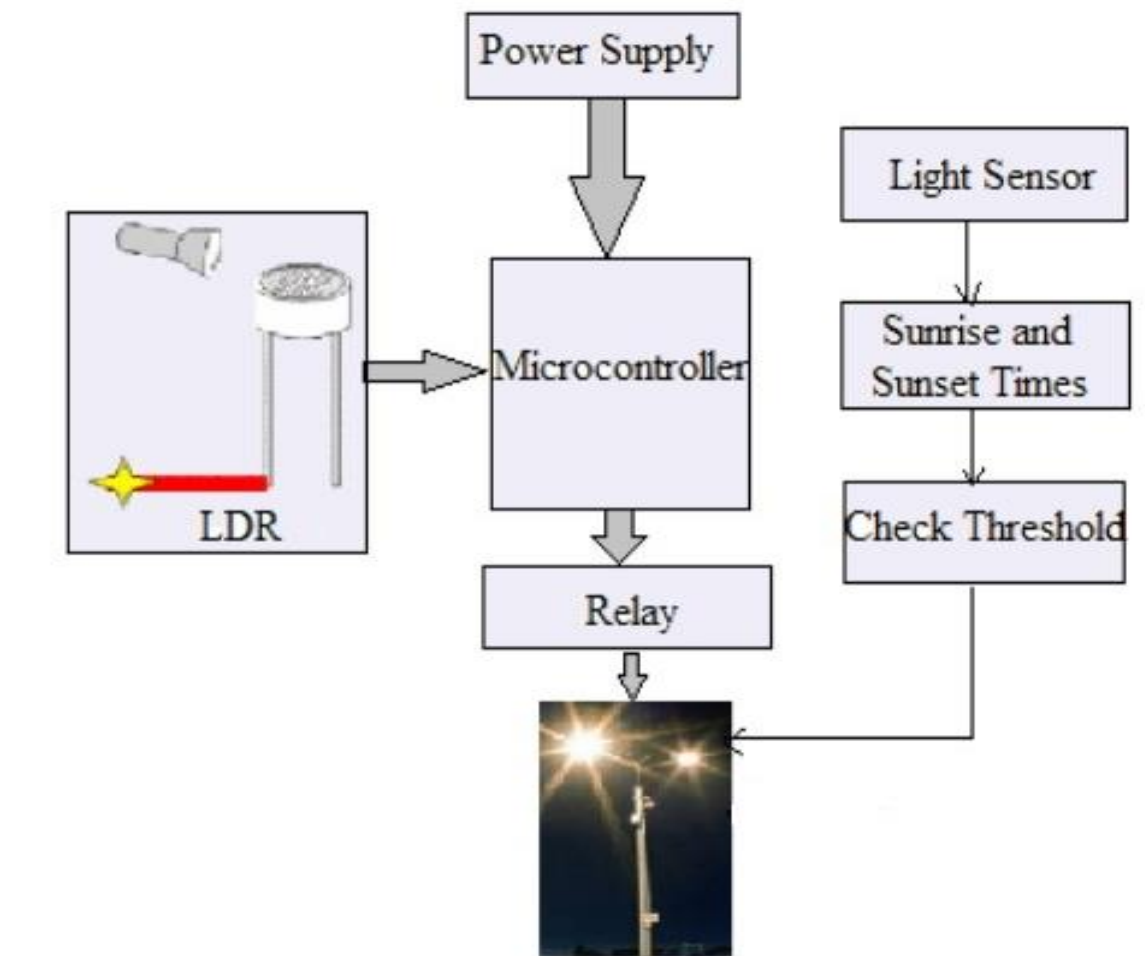 Power Supply
Light Sensor
Sunrise and
Sunset Times
Microcontroller
Check Threshold
LDR
Relay